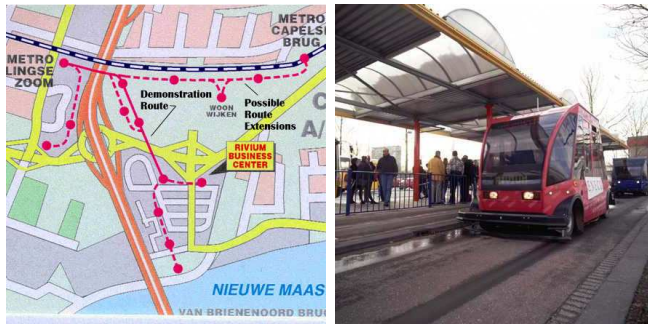 METRO
CAPELS
BRUG
METRO
LINGSE
ZOOM
Demonstration
Route
WOON
WIJKEN
Possible
Route
Extensions
C
A/
RIVIUM
BUSINESS
CENTER
NIEUWE MAAS
VAN BRIENENOORD BRUG